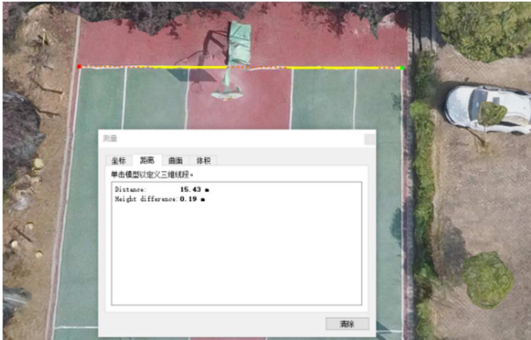 测量
坐标 距离 曲面 体积
单击模型以定义三维线段。
Distance: 15.43 m
Height difference: 0.19 m
清除